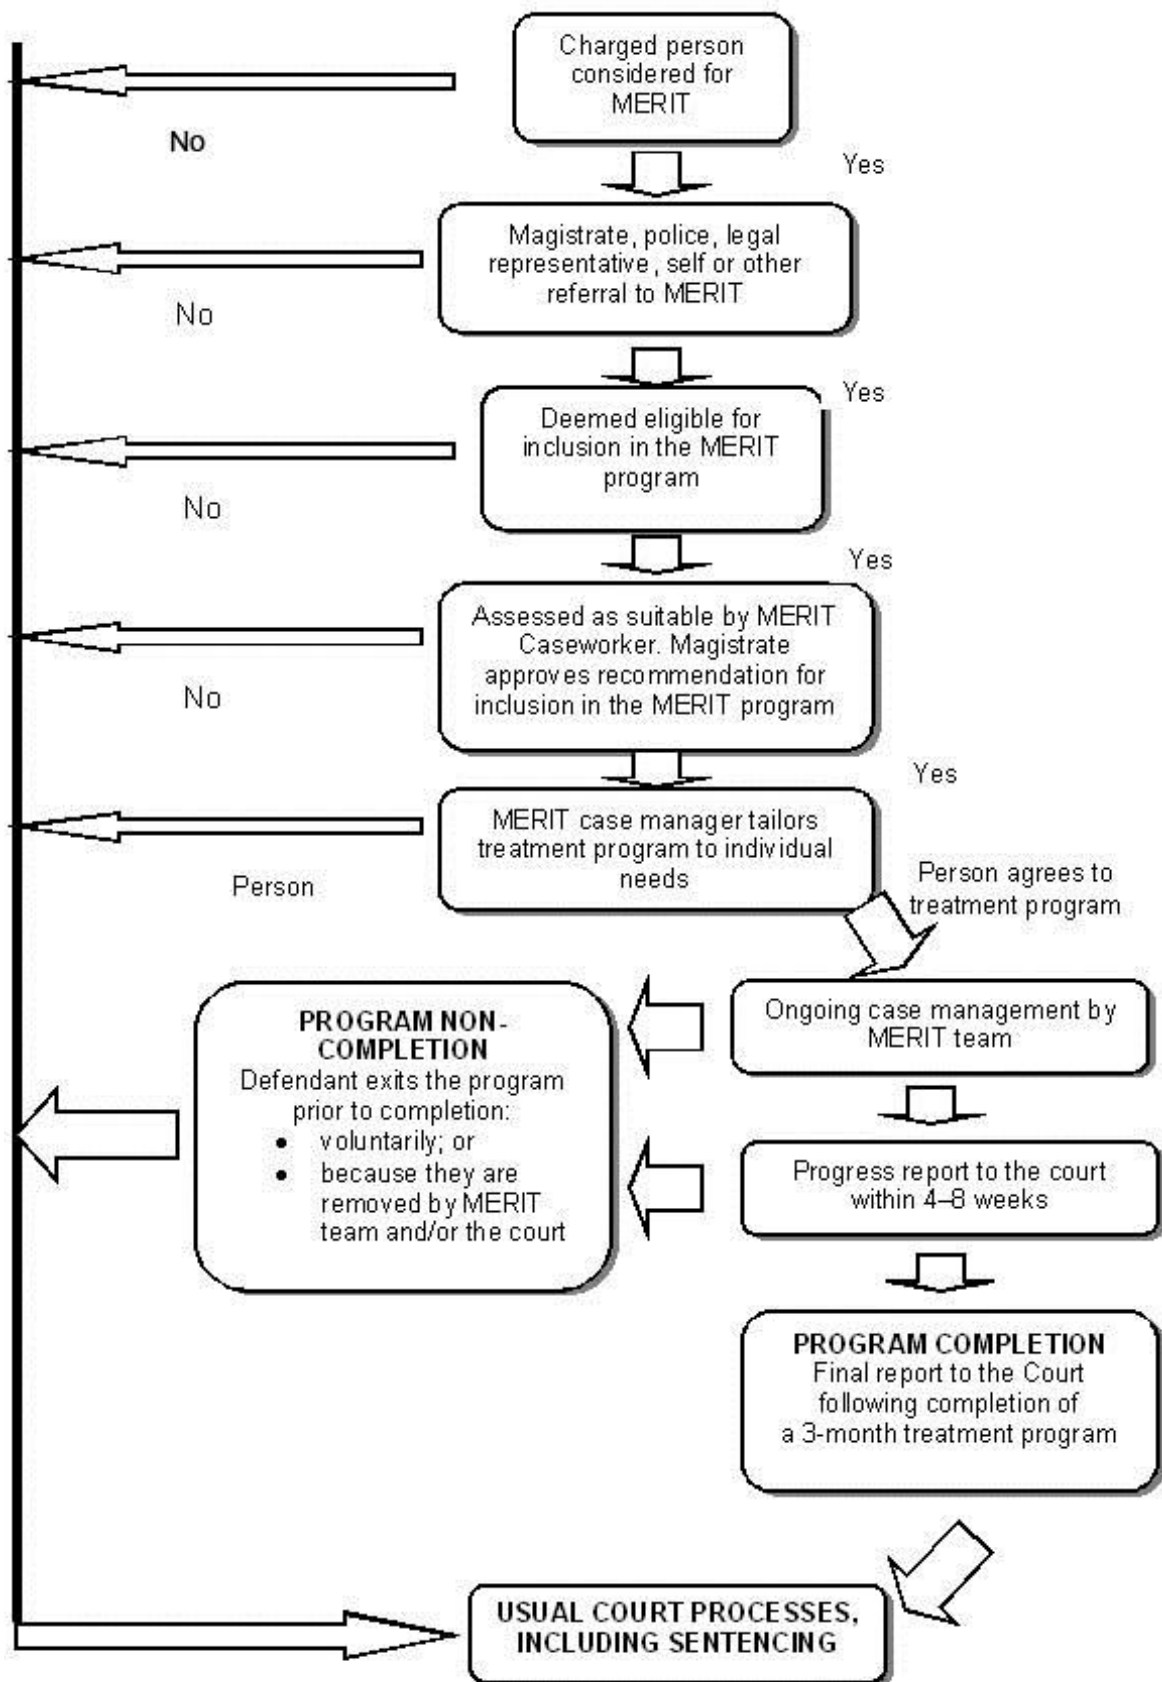 Charged person
considered for
MERIT
No
Yes
Magistrate, police, legal
representative, self or other
referral to MERIT
No
Yes
Deemed eligible for
inclusion in the MERIT
program
No
Yes
Assessed as suitable by MERIT
Caseworker. Magistrate
approves recommendation for
inclusion in the MERIT program
No
Yes
MERIT case manager tailors
treatment program to individual
needs
Person
Person agrees to
treatment program
Ongoing case management by
MERIT team
PROGRAM NON-
COMPLETION
Defendant exits the program
prior to completion:
• voluntarily; or
• because they are
removed by MERIT
team and/or the court
Progress report to the court
within 4–8 weeks
PROGRAM COMPLETION
Final report to the Court
following completion of
a 3-month treatment program
USUAL COURT PROCESSES,
INCLUDING SENTENCING